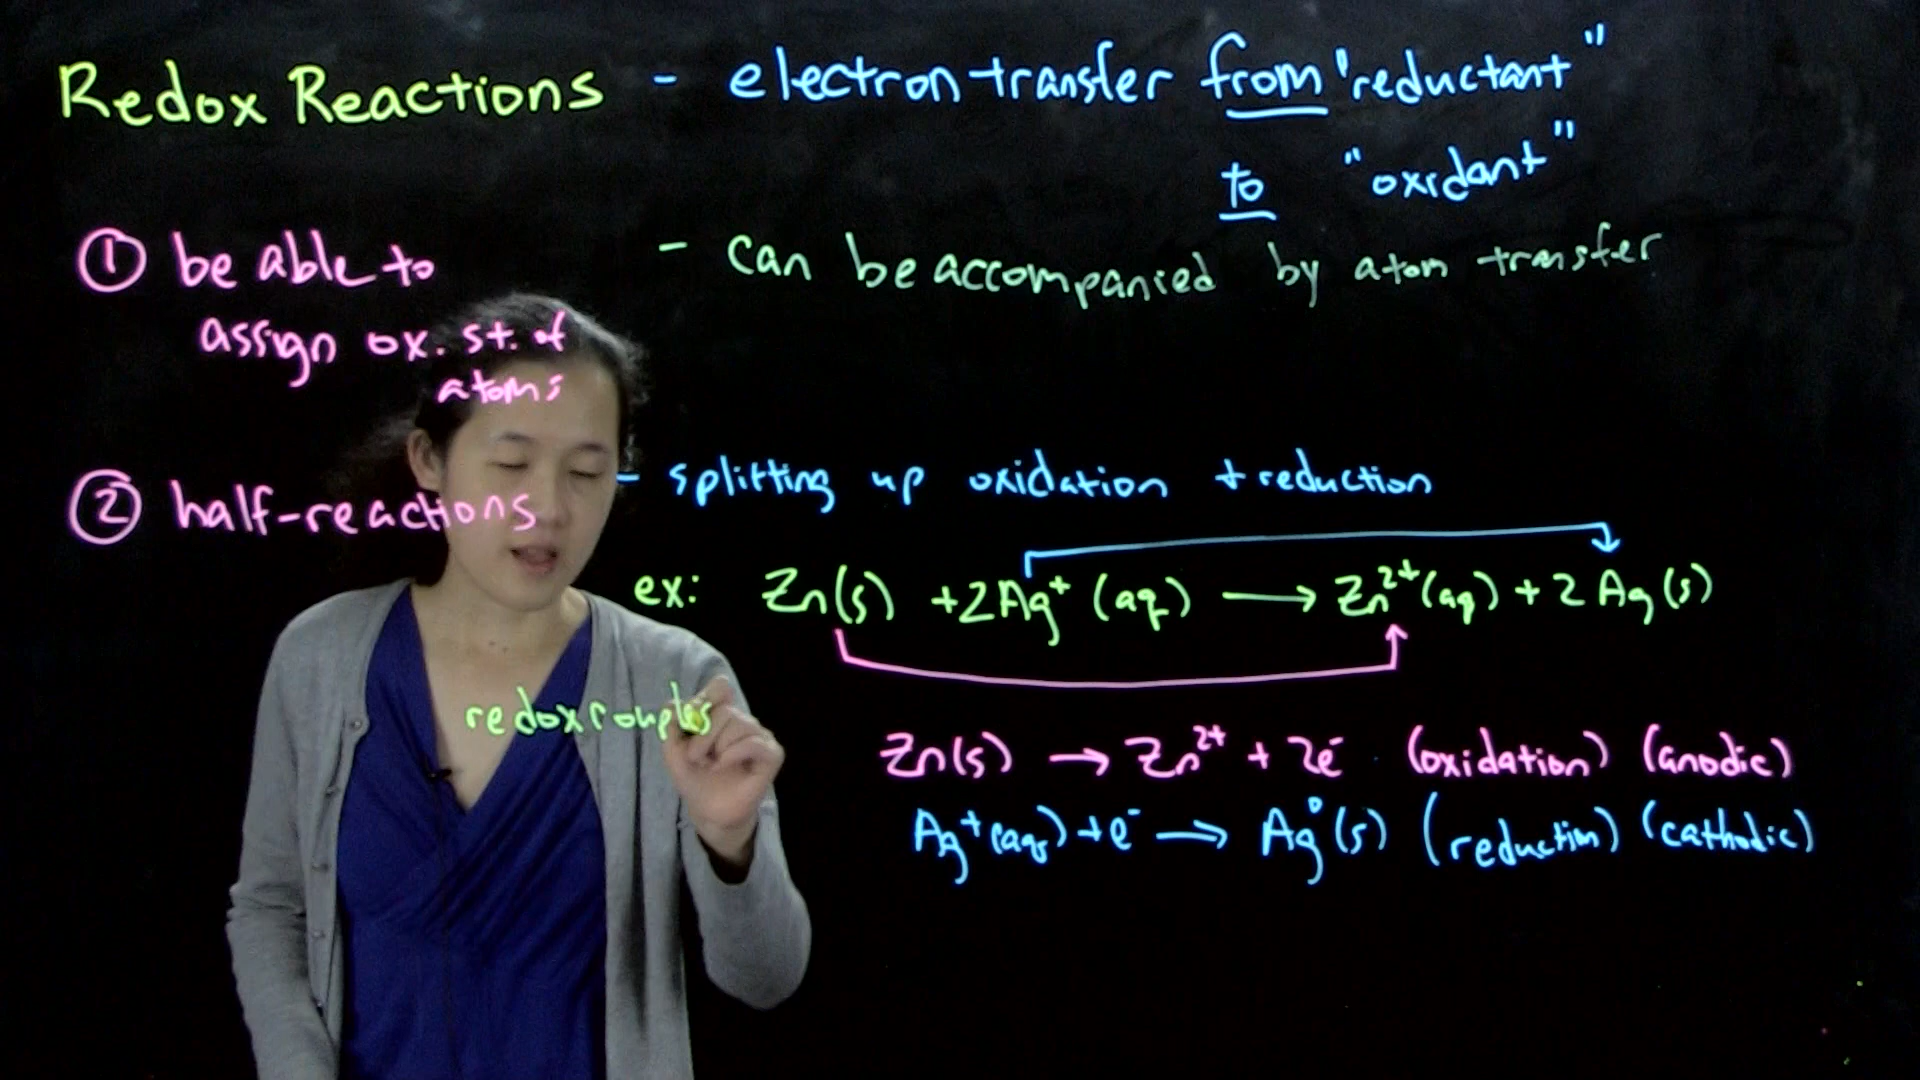 Redox Reactions - electron transfer from "reductant"
to "oxidant"
① be able to
assign ox. st. of
atoms
- can be accompanied by atom transfer
② half-reactions
- splitting up oxidation + reduction
ex: Zn(s) + 2Ag⁺ (aq) ⟶ Zn²⁺(aq) + 2 Ag(s)
redox couples
Zn(s) → Zn²⁺ + 2e⁻ (oxidation) (anodic)
Ag⁺(aq) + e⁻ → Ag⁰(s) (reduction) (cathodic)